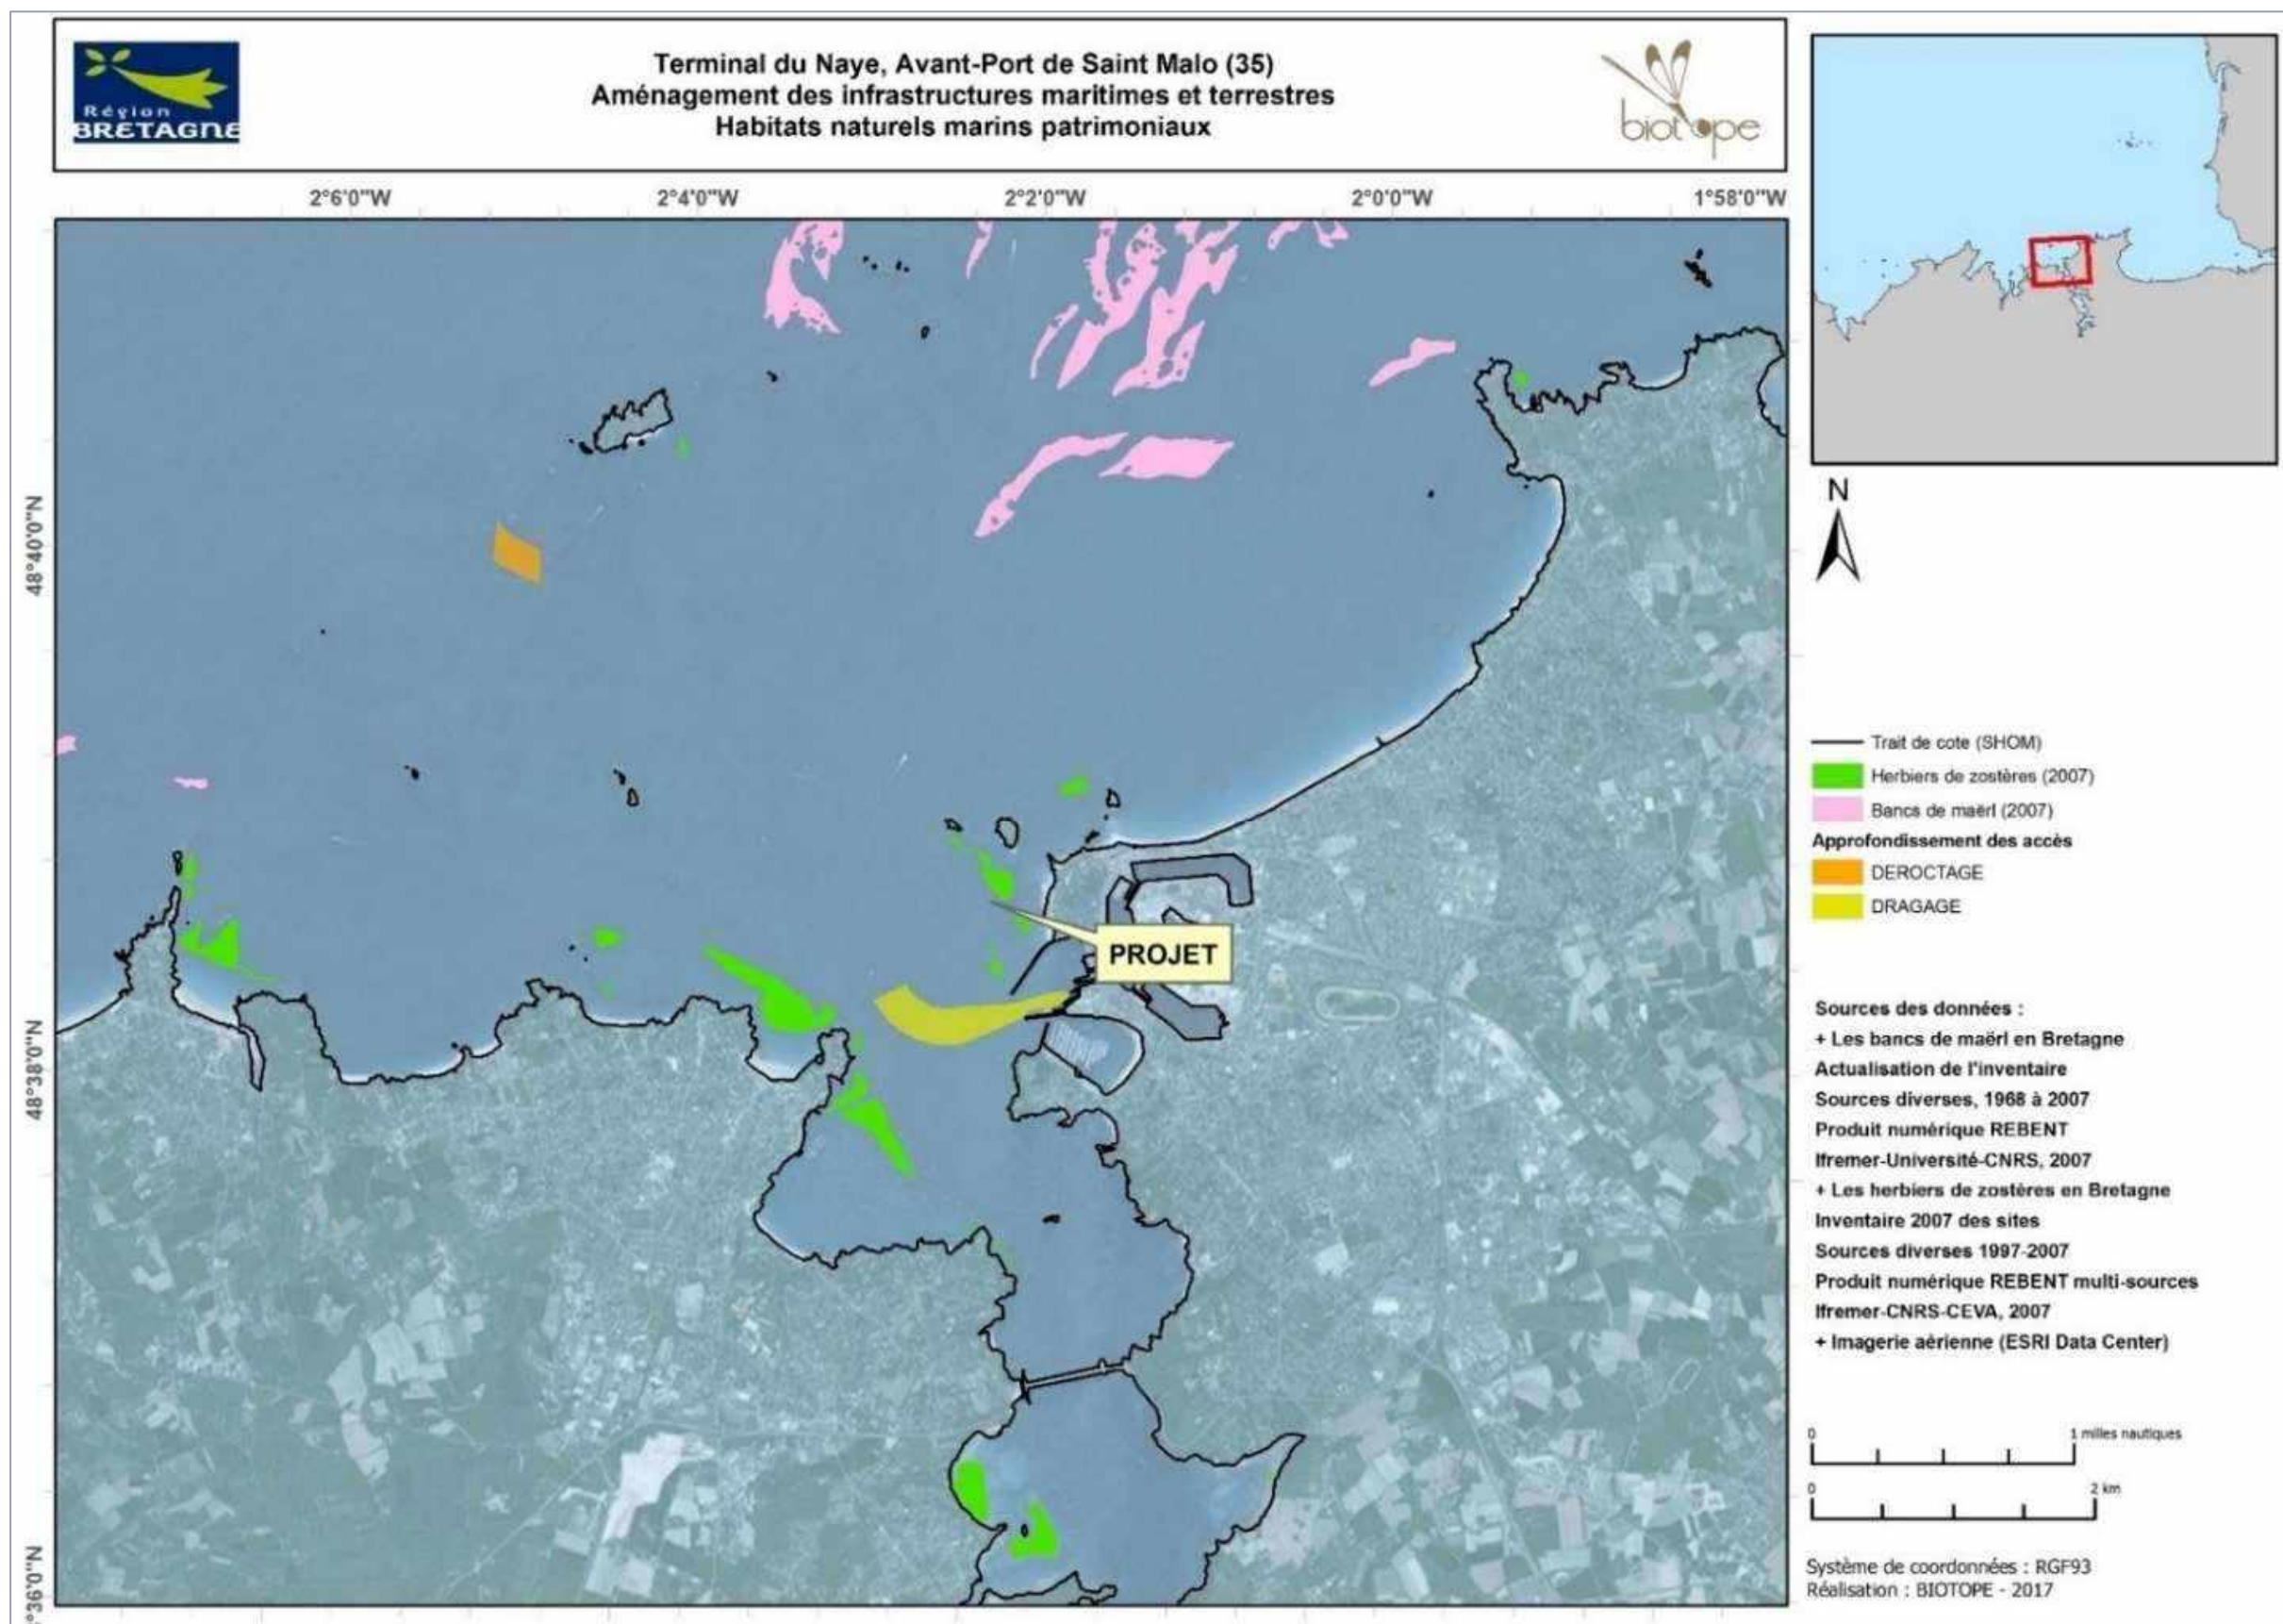 Région
BRETAGNE
Terminal du Naye, Avant-Port de Saint Malo (35)
Aménagement des infrastructures maritimes et terrestres
Habitats naturels marins patrimoniaux
biotope
2°6'0"W
2°4'0"W
2°2'0"W
2°0'0"W
1°58'0"W
48°40'0"N
48°38'0"N
°36'0"N
PROJET
N
Trait de cote (SHOM)
Herbiers de zostères (2007)
Bancs de maërl (2007)
Approfondissement des accès
DEROCTAGE
DRAGAGE
Sources des données :
+ Les bancs de maërl en Bretagne
Actualisation de l'inventaire
Sources diverses, 1968 à 2007
Produit numérique REBENT
Ifremer-Université-CNRS, 2007
+ Les herbiers de zostères en Bretagne
Inventaire 2007 des sites
Sources diverses 1997-2007
Produit numérique REBENT multi-sources
Ifremer-CNRS-CEVA, 2007
+ Imagerie aérienne (ESRI Data Center)
0 1 milles nautiques
0 2 km
Système de coordonnées : RGF93
Réalisation : BIOTOPE - 2017